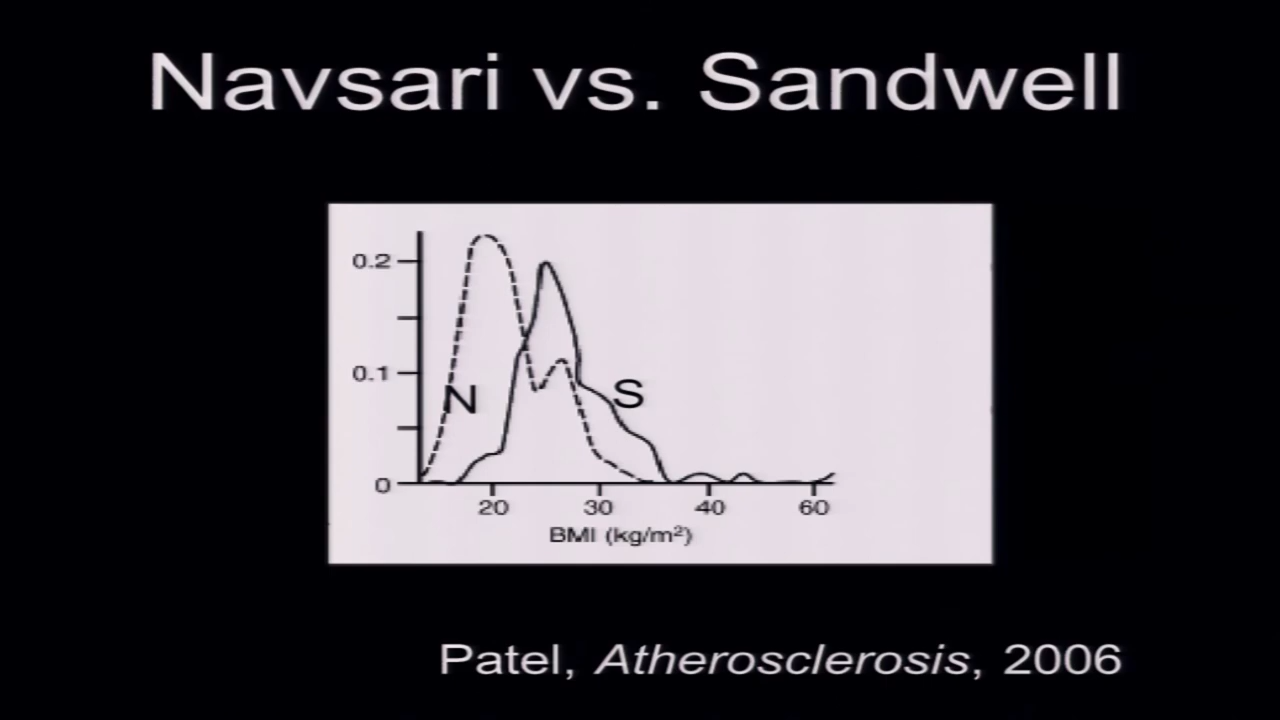 Navsari vs. Sandwell
0.2
0.1
N
S
0
20 30 40 60
BMI (kg/m²)
Patel, Atherosclerosis, 2006